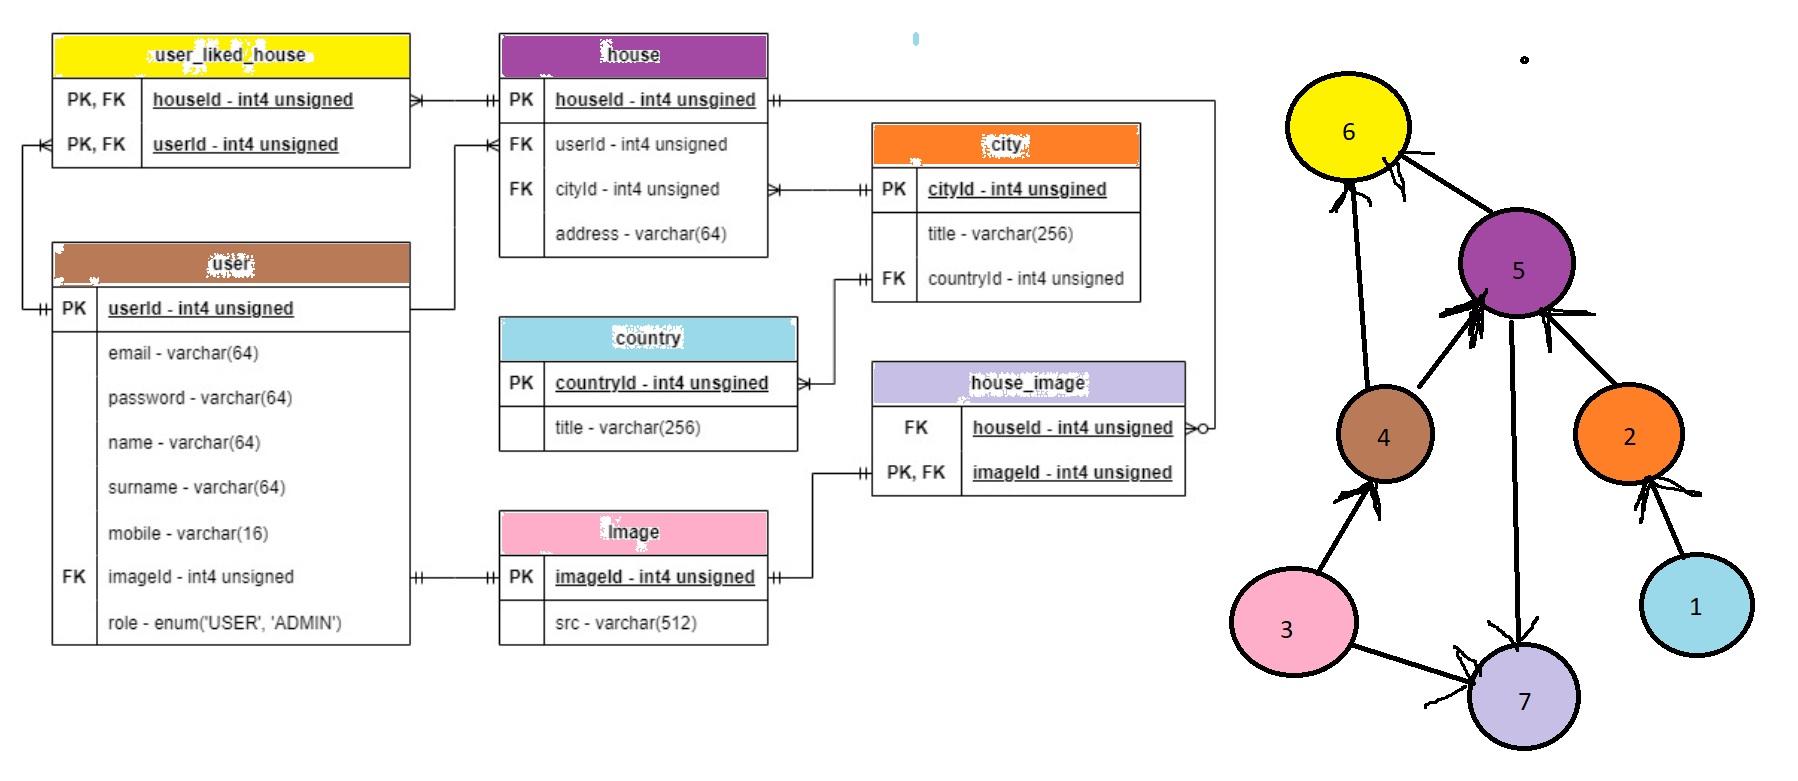 user_liked_house
PK, FK houseId - int4 unsigned
PK, FK userId - int4 unsigned
house
PK houseId - int4 unsgined
FK userId - int4 unsigned
FK cityId - int4 unsigned
address - varchar(64)
city
PK cityId - int4 unsgined
title - varchar(256)
FK countryId - int4 unsigned
user
PK userId - int4 unsigned
email - varchar(64)
password - varchar(64)
name - varchar(64)
surname - varchar(64)
mobile - varchar(16)
FK imageId - int4 unsigned
role - enum('USER', 'ADMIN')
country
PK countryId - int4 unsgined
title - varchar(256)
house_image
FK houseId - int4 unsigned
PK, FK imageId - int4 unsigned
Image
PK imageId - int4 unsigned
src - varchar(512)
6
5
4
2
3
1
7